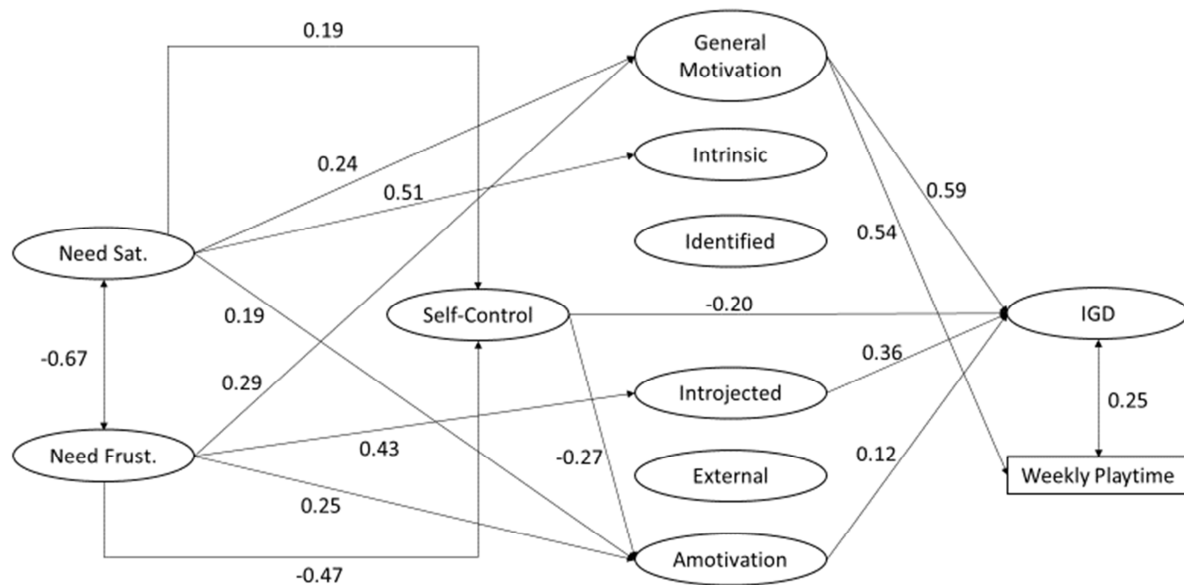 0.19
General
Motivation
0.24
Intrinsic
0.51
0.59
Need Sat.
Identified
0.54
0.19
Self-Control
-0.20
IGD
-0.67
0.29
0.36
Introjected
0.25
0.43
-0.27
Need Frust.
0.12
External
Weekly Playtime
0.25
Amotivation
-0.47